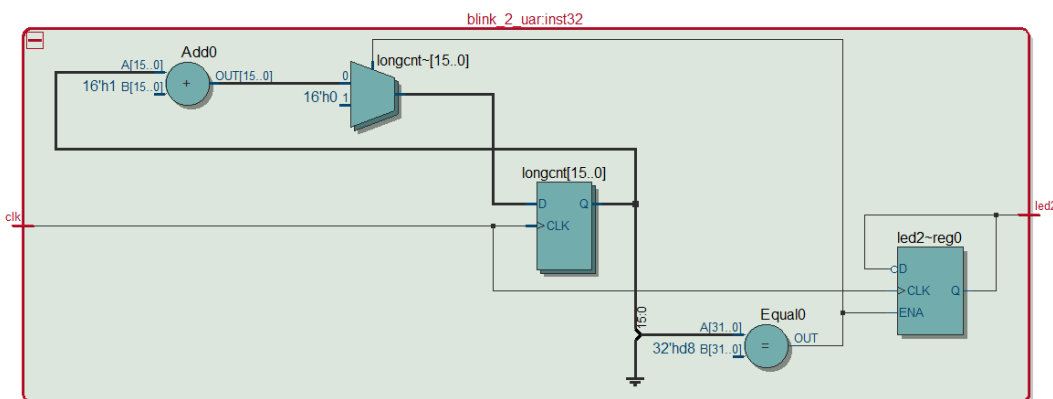 blink_2_uar:inst32
Add0
A[15..0]
OUT[15..0]
16'h1 B[15..0]
+
longcnt~[15..0]
0
16'h0 1
longcnt[15..0]
D Q
CLK
clk
led2
led2~reg0
D
CLK Q
ENA
15:0
Equal0
A[31..0]
OUT
32'hd8 B[31..0]
=